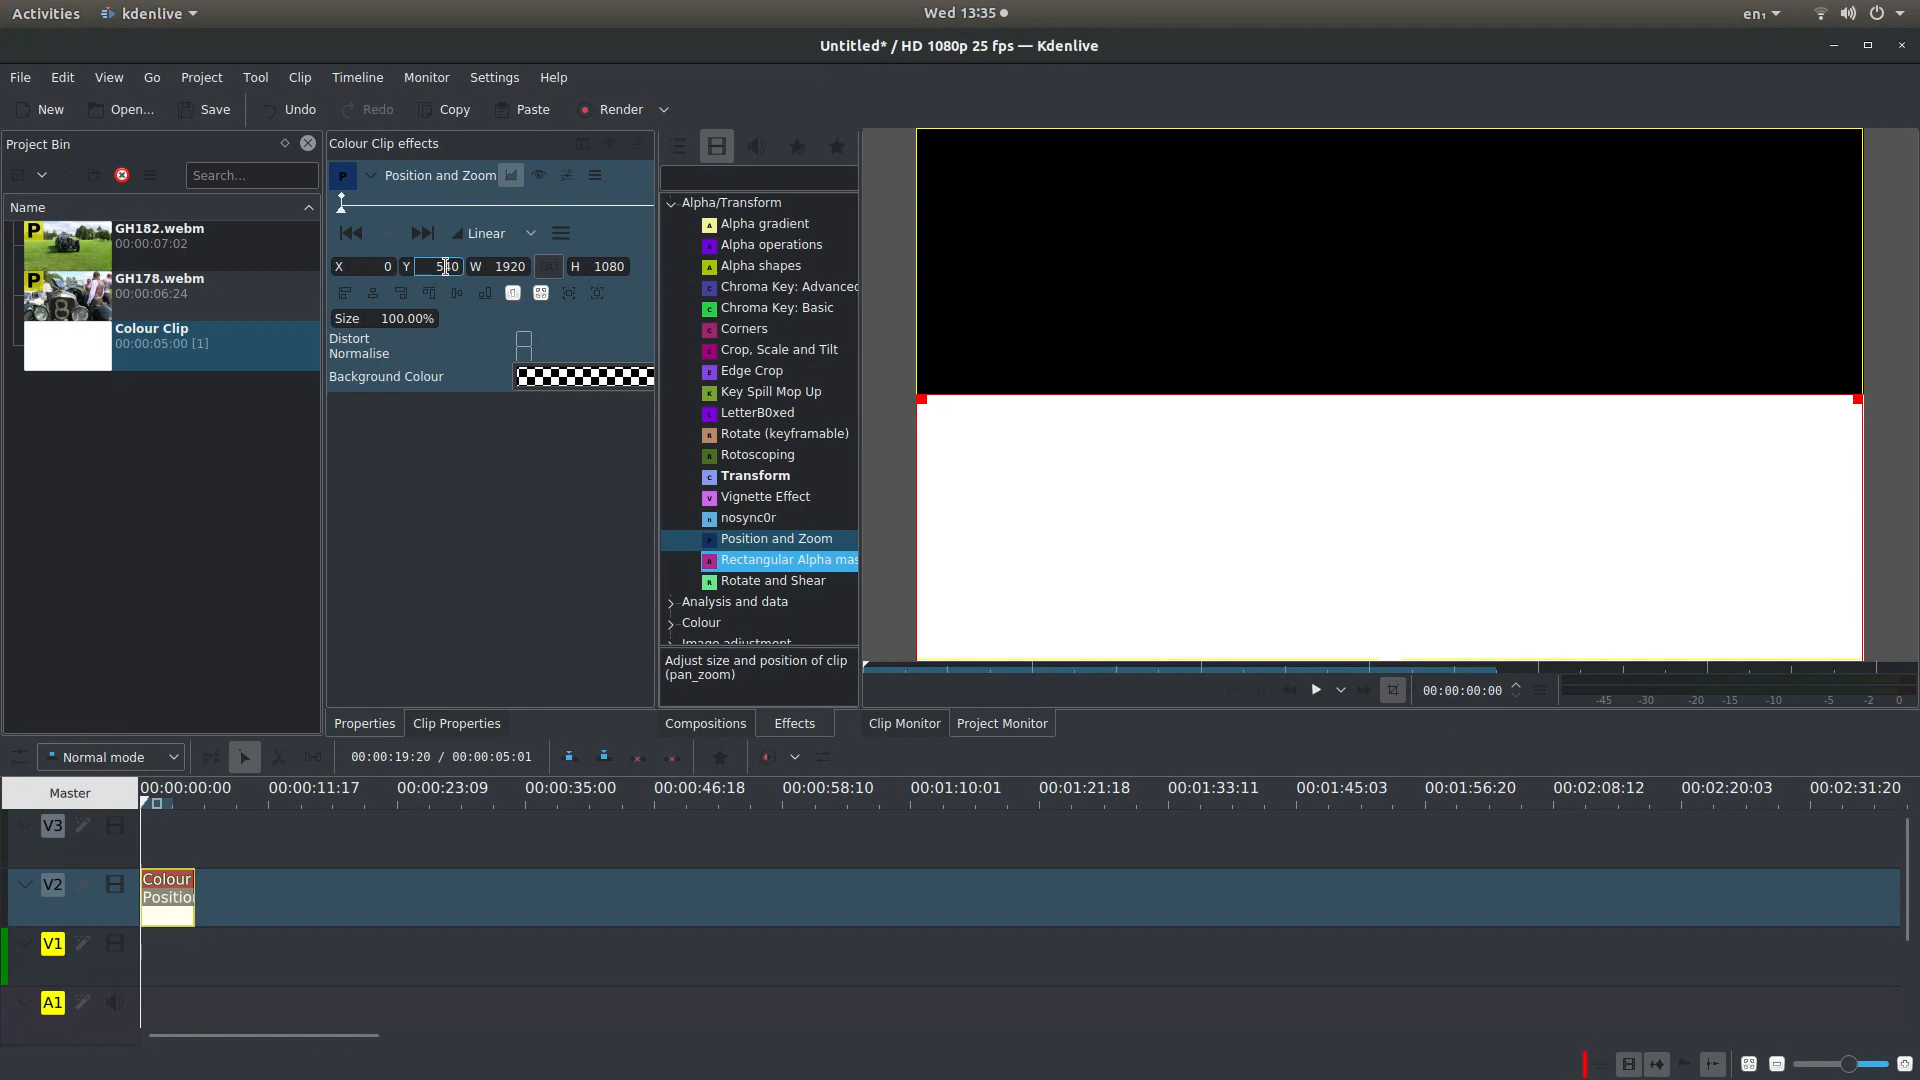 Activities kdenlive Wed 13:35 en₁
Untitled* / HD 1080p 25 fps — Kdenlive
File Edit View Go Project Tool Clip Timeline Monitor Settings Help
New Open... Save Undo Redo Copy Paste Render
Project Bin
Search...
Name
P GH182.webm
00:00:07:02
P GH178.webm
00:00:06:24
Colour Clip
00:00:05:00 [1]
Colour Clip effects
P Position and Zoom
Linear
X 0 Y 540 W 1920 H 1080
Size 100.00%
Distort
Normalise
Background Colour
Alpha/Transform
A Alpha gradient
A Alpha operations
A Alpha shapes
C Chroma Key: Advanced
C Chroma Key: Basic
C Corners
C Crop, Scale and Tilt
E Edge Crop
K Key Spill Mop Up
L LetterB0xed
R Rotate (keyframable)
R Rotoscoping
C Transform
V Vignette Effect
n nosync0r
P Position and Zoom
R Rectangular Alpha mas
R Rotate and Shear
Analysis and data
Colour
Image adjustment
Adjust size and position of clip
(pan_zoom)
00:00:00:00
-45 -30 -20 -15 -10 -5 -2 0
Properties Clip Properties Compositions Effects Clip Monitor Project Monitor
Normal mode 00:00:19:20 / 00:00:05:01
Master 00:00:00:00 00:00:11:17 00:00:23:09 00:00:35:00 00:00:46:18 00:00:58:10 00:01:10:01 00:01:21:18 00:01:33:11 00:01:45:03 00:01:56:20 00:02:08:12 00:02:20:03 00:02:31:20
V3
V2 Colour
Position
V1
A1